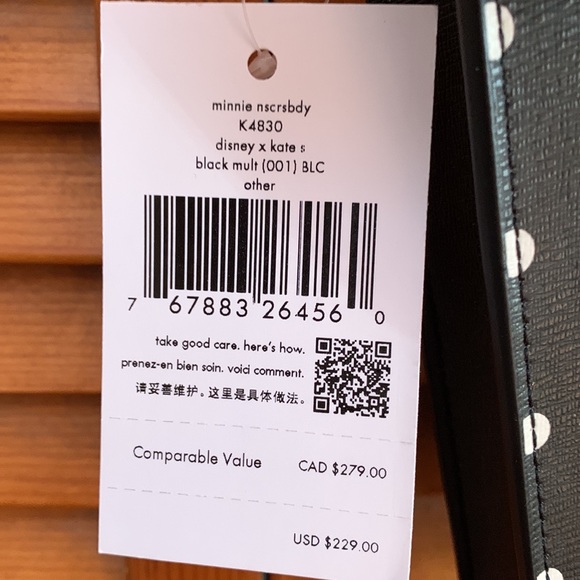 minnie nscrsbdy
K4830
disney x kate s
black mult (001) BLC
other
7 67883 26456 0
take good care. here's how.
prenez-en bien soin. voici comment.
请妥善维护。这里是具体做法。
Comparable Value CAD $279.00
USD $229.00